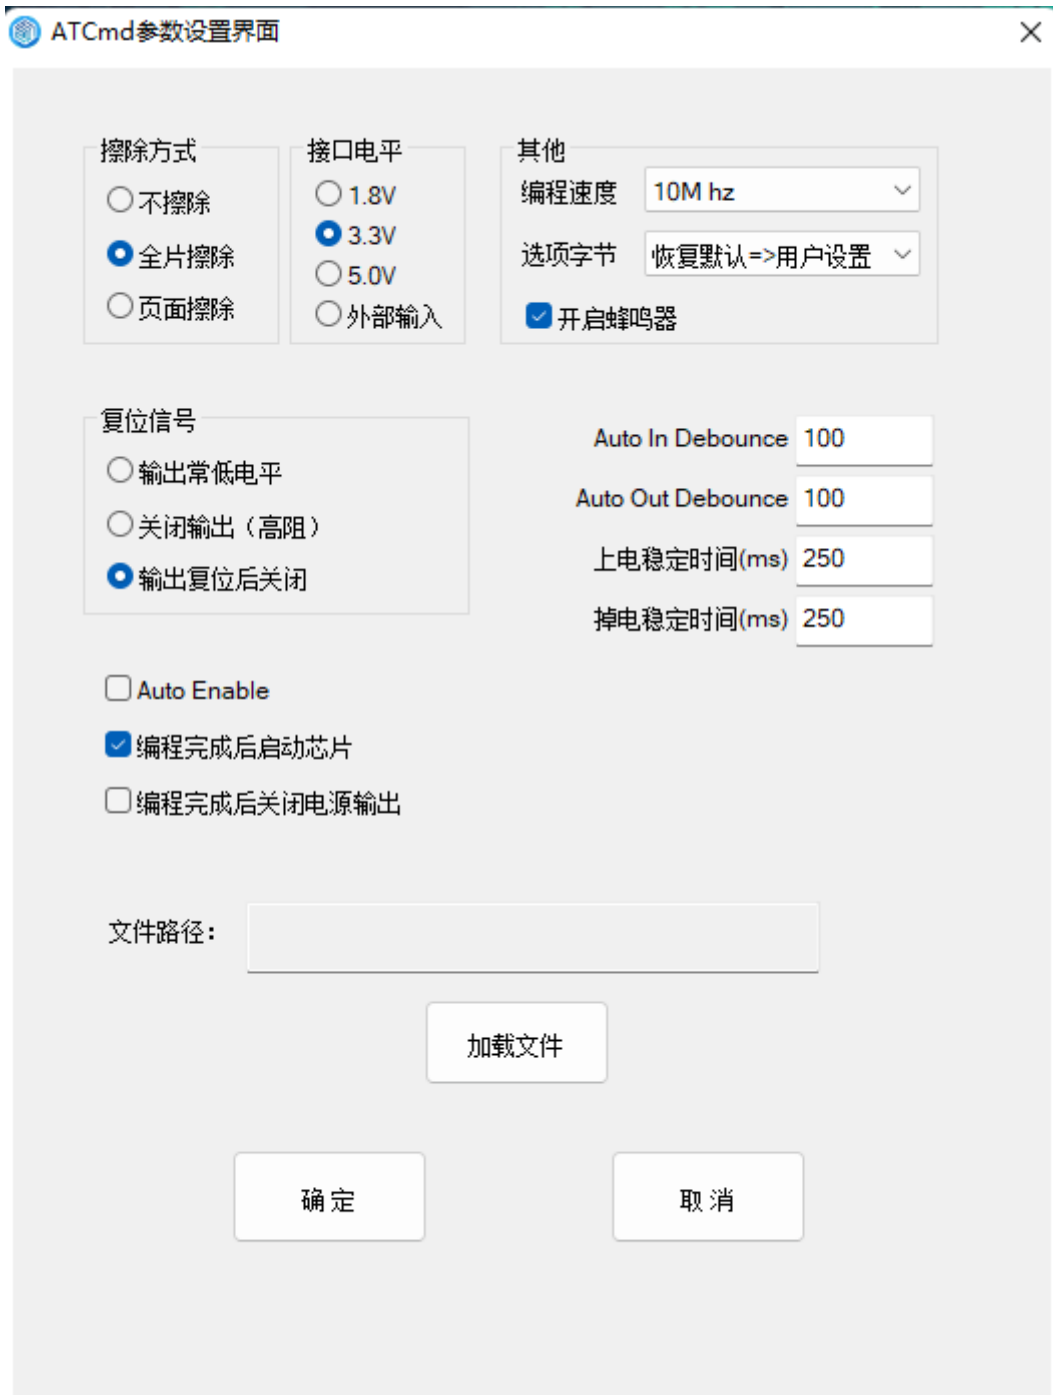 ATCmd参数设置界面
擦除方式
不擦除
全片擦除
页面擦除
接口电平
1.8V
3.3V
5.0V
外部输入
其他
编程速度 10M hz
选项字节 恢复默认=>用户设置
开启蜂鸣器
复位信号
输出常低电平
关闭输出（高阻）
输出复位后关闭
Auto In Debounce 100
Auto Out Debounce 100
上电稳定时间(ms) 250
掉电稳定时间(ms) 250
Auto Enable
编程完成后启动芯片
编程完成后关闭电源输出
文件路径：
加载文件
确定
取消